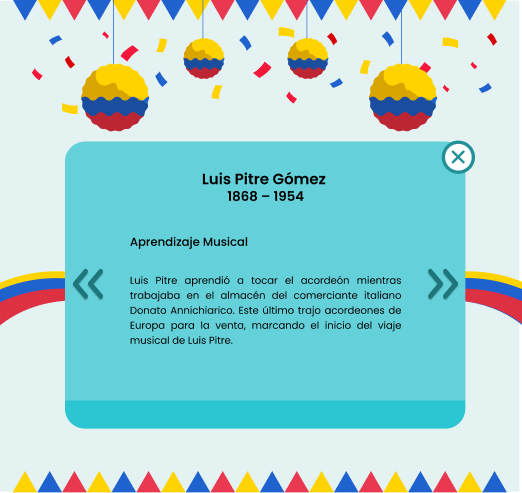 Luis Pitre Gómez
1868 – 1954
Aprendizaje Musical
Luis Pitre aprendió a tocar el acordeón mientras
trabajaba en el almacén del comerciante italiano
Donato Annichiarico. Este último trajo acordeones de
Europa para la venta, marcando el inicio del viaje
musical de Luis Pitre.